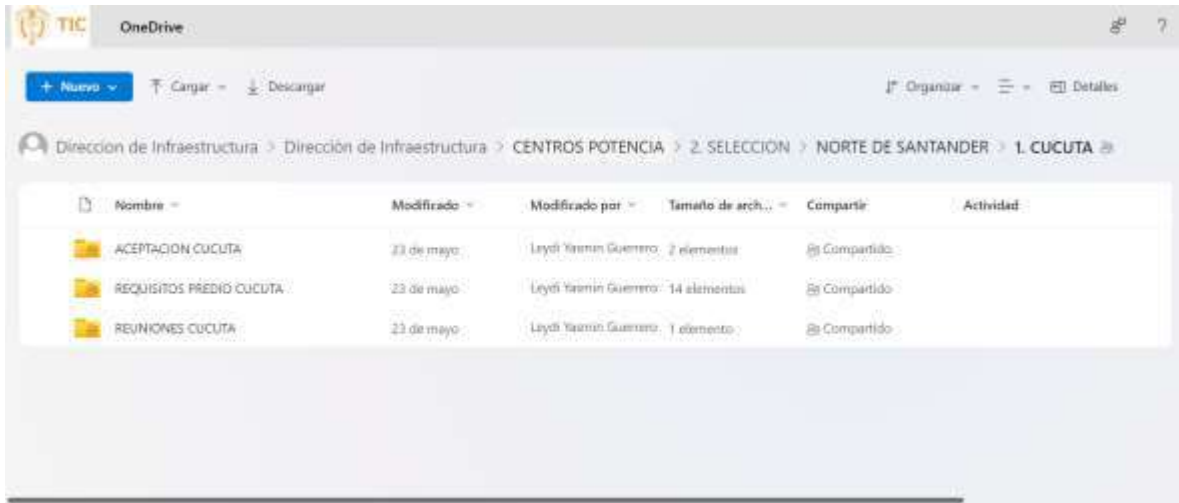 TIC OneDrive ?
+ Nuevo Cargar Descargar Organizar Detalles
Direccion de Infraestructura > Dirección de Infraestructura > CENTROS POTENCIA > 2. SELECCION > NORTE DE SANTANDER > 1. CUCUTA
Nombre Modificado Modificado por Tamaño de arch... Compartir Actividad
ACEPTACION CUCUTA 23 de mayo Leydi Yasmin Guerrero 2 elementos Compartido
REQUISITOS PREDIO CUCUTA 23 de mayo Leydi Yasmin Guerrero 14 elementos Compartido
REUNIONES CUCUTA 23 de mayo Leydi Yasmin Guerrero 1 elemento Compartido